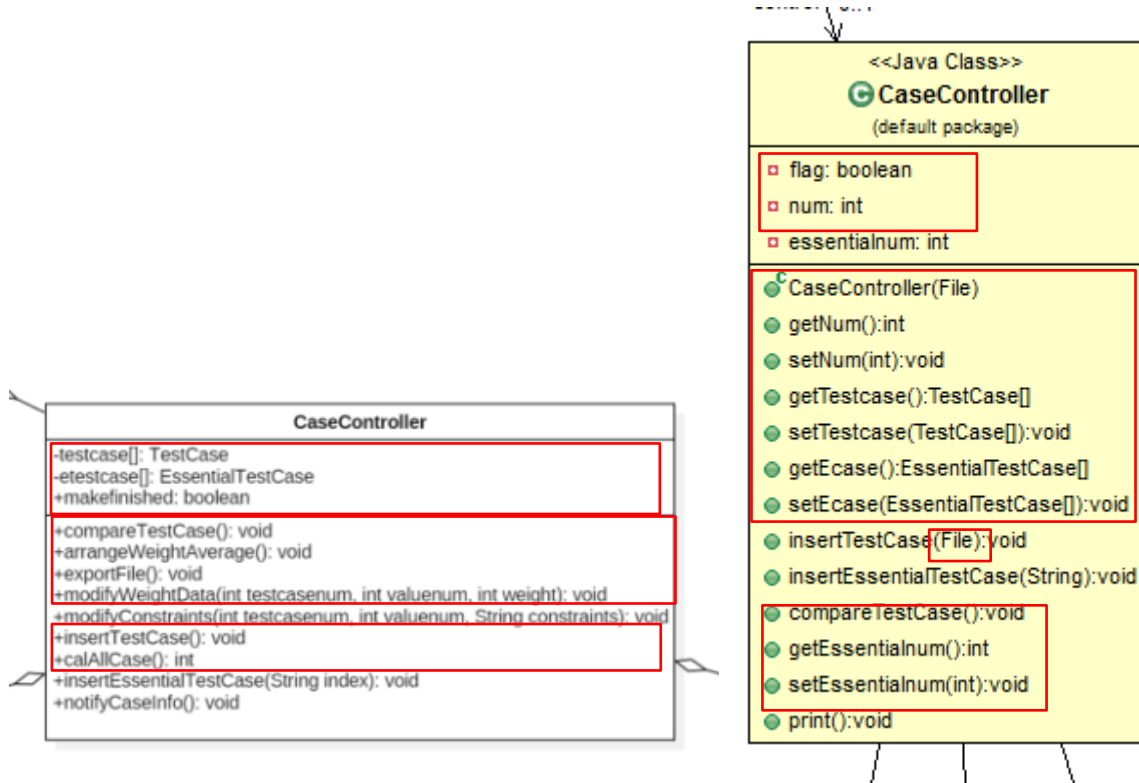 CaseController
-testcase[]: TestCase
-etestcase[]: EssentialTestCase
+makefinished: boolean
+compareTestCase(): void
+arrangeWeightAverage(): void
+exportFile(): void
+modifyWeightData(int testcasenum, int valuenum, int weight): void
+modifyConstraints(int testcasenum, int valuenum, String constraints): void
+insertTestCase(): void
+calAllCase(): int
+insertEssentialTestCase(String index): void
+notifyCaseInfo(): void
<<Java Class>>
C CaseController
(default package)
flag: boolean
num: int
essentialnum: int
C CaseController(File)
getNum():int
setNum(int):void
getTestcase():TestCase[]
setTestcase(TestCase[]):void
getEcase():EssentialTestCase[]
setEcase(EssentialTestCase[]):void
insertTestCase(File):void
insertEssentialTestCase(String):void
compareTestCase():void
getEssentialnum():int
setEssentialnum(int):void
print():void